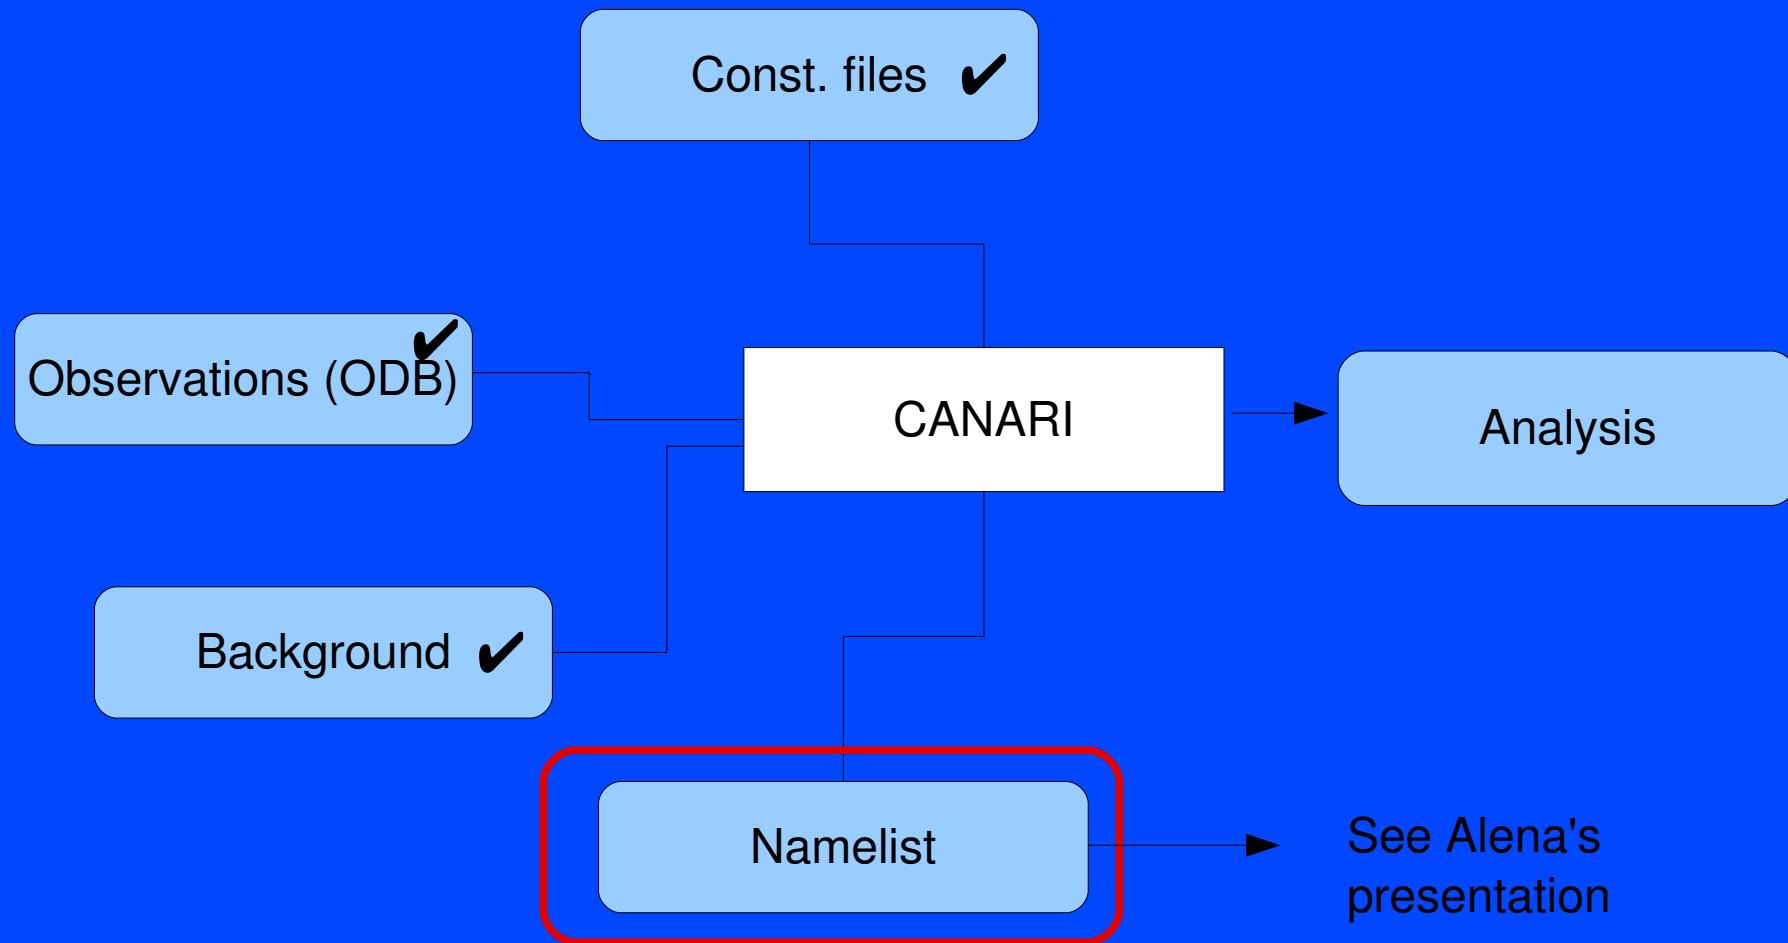 Const. files ✔
Observations (ODB) ✔
CANARI
Analysis
Background ✔
Namelist
See Alena's
presentation